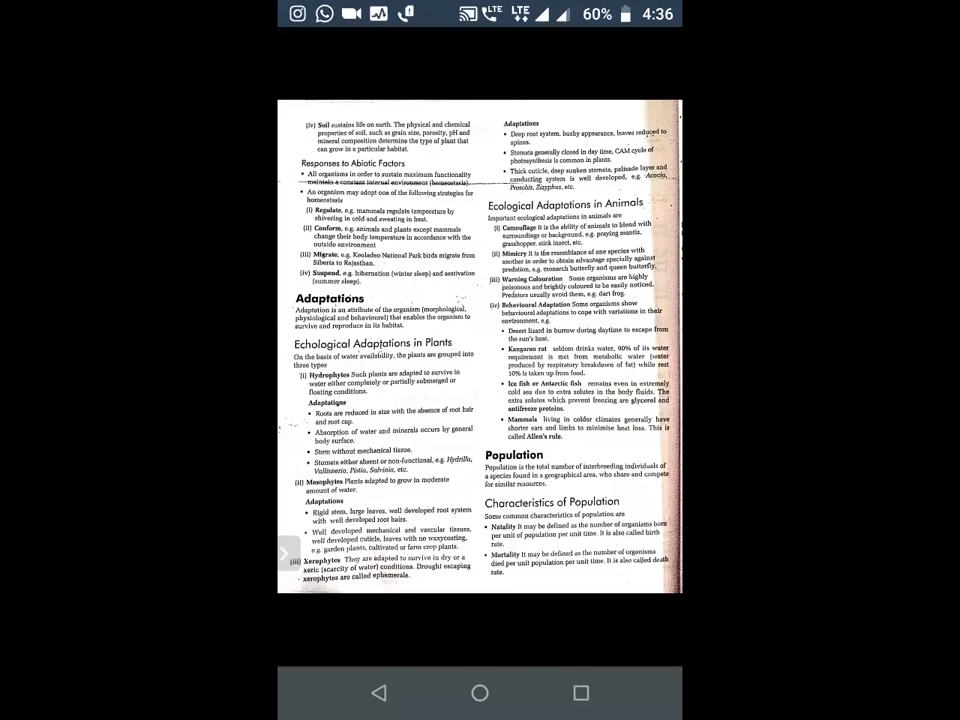 LTE LTE 60% 4:36
(iv) Soil sustains life on earth. The physical and chemical
properties of soil, such as grain size, porosity, pH and
mineral composition determine the type of plant that
can grow in a particular habitat.
Responses to Abiotic Factors
• All organisms in order to sustain maximum functionality
maintain a constant internal environment (homeostasis).
• An organism may adopt one of the following strategies for
homeostasis
(i) Regulate, e.g. mammals regulate temperature by
shivering in cold and sweating in heat.
(ii) Conform, e.g. animals and plants except mammals
change their body temperature in accordance with the
outside environment
(iii) Migrate, e.g. Keoladeo National Park birds migrate from
Siberia to Rajasthan.
(iv) Suspend, e.g. hibernation (winter sleep) and aestivation
(summer sleep).
Adaptations
Adaptation is an attribute of the organism (morphological,
physiological and behavioural) that enables the organism to
survive and reproduce in its habitat.
Echological Adaptations in Plants
On the basis of water availability, the plants are grouped into
three types
(i) Hydrophytes Such plants are adapted to survive in
water either completely or partially submerged or
floating conditions.
Adaptations
• Roots are reduced in size with the absence of root hair
and root cap.
• Absorption of water and minerals occurs by general
body surface.
• Stem without mechanical tissue.
• Stomata either absent or non-functional, e.g. Hydrilla,
Vallisneria, Pistia, Salvinia, etc.
(ii) Mesophytes Plants adapted to grow in moderate
amount of water.
Adaptations
• Rigid stem, large leaves, well developed root system
with well developed root hairs.
• Well developed mechanical and vascular tissues,
well developed cuticle, leaves with no waxycoating,
e.g. garden plants, cultivated or farm crop plants.
(iii) Xerophytes They are adapted to survive in dry or a
xeric (scarcity of water) conditions. Drought escaping
xerophytes are called ephemerals.
Adaptations
• Deep root system, bushy appearance, leaves reduced to
spines.
• Stomata generally closed in day time, CAM cycle of
photosynthesis is common in plants.
• Thick cuticle, deep sunken stomata, palisade layer and
conducting system is well developed, e.g. Acacia,
Prosobis, Zizyphus, etc.
Ecological Adaptations in Animals
Important ecological adaptations in animals are
(i) Camouflage It is the ability of animals to blend with
surroundings or background, e.g. praying mantis,
grasshopper, stick insect, etc.
(ii) Mimicry It is the resemblance of one species with
another in order to obtain advantage specially against
predation, e.g. monarch butterfly and queen butterfly,
(iii) Warning Colouration Some organisms are highly
poisonous and brightly coloured to be easily noticed.
Predators usually avoid them, e.g. dart frog.
(iv) Behavioural Adaptation Some organisms show
behavioural adaptations to cope with variations in their
environment, e.g.
• Desert lizard in burrow during daytime to escape from
the sun's heat.
• Kangaroo rat seldom drinks water, 90% of its water
requirement is met from metabolic water (water
produced by respiratory breakdown of fat) while rest
10% is taken up from food.
• Ice fish or Antarctic fish remains even in extremely
cold sea due to extra solutes in the body fluids. The
extra solutes which prevent freezing are glycerol and
antifreeze proteins.
• Mammals living in colder climates generally have
shorter ears and limbs to minimise heat loss. This is
called Allen's rule.
Population
Population is the total number of interbreeding individuals of
a species found in a geographical area, who share and compete
for similar resources.
Characteristics of Population
Some common characteristics of population are
• Natality It may be defined as the number of organisms born
per unit of population per unit time. It is also called birth
rate.
• Mortality It may be defined as the number of organisms
died per unit population per unit time. It is also called death
rate.